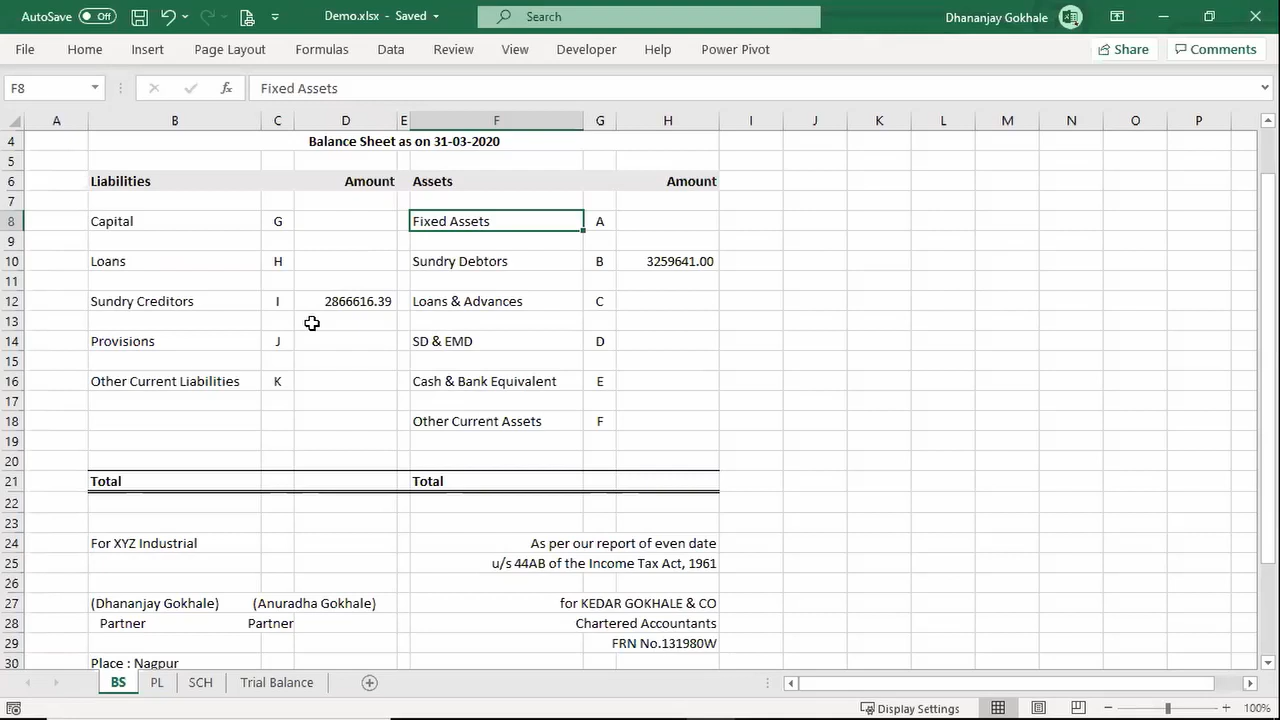 AutoSave Off Demo.xlsx - Saved Search Dhananjay Gokhale
File Home Insert Page Layout Formulas Data Review View Developer Help Power Pivot Share Comments
F8 fx Fixed Assets
A B C D E F G H I J K L M N O P
4 Balance Sheet as on 31-03-2020
5
6 Liabilities Amount Assets Amount
7
8 Capital G Fixed Assets A
9
10 Loans H Sundry Debtors B 3259641.00
11
12 Sundry Creditors I 2866616.39 Loans & Advances C
13
14 Provisions J SD & EMD D
15
16 Other Current Liabilities K Cash & Bank Equivalent E
17
18 Other Current Assets F
19
20
21 Total Total
22
23
24 For XYZ Industrial As per our report of even date
25 u/s 44AB of the Income Tax Act, 1961
26
27 (Dhananjay Gokhale) (Anuradha Gokhale) for KEDAR GOKHALE & CO
28 Partner Partner Chartered Accountants
29 FRN No.131980W
30 Place : Nagpur
BS PL SCH Trial Balance
Display Settings 100%